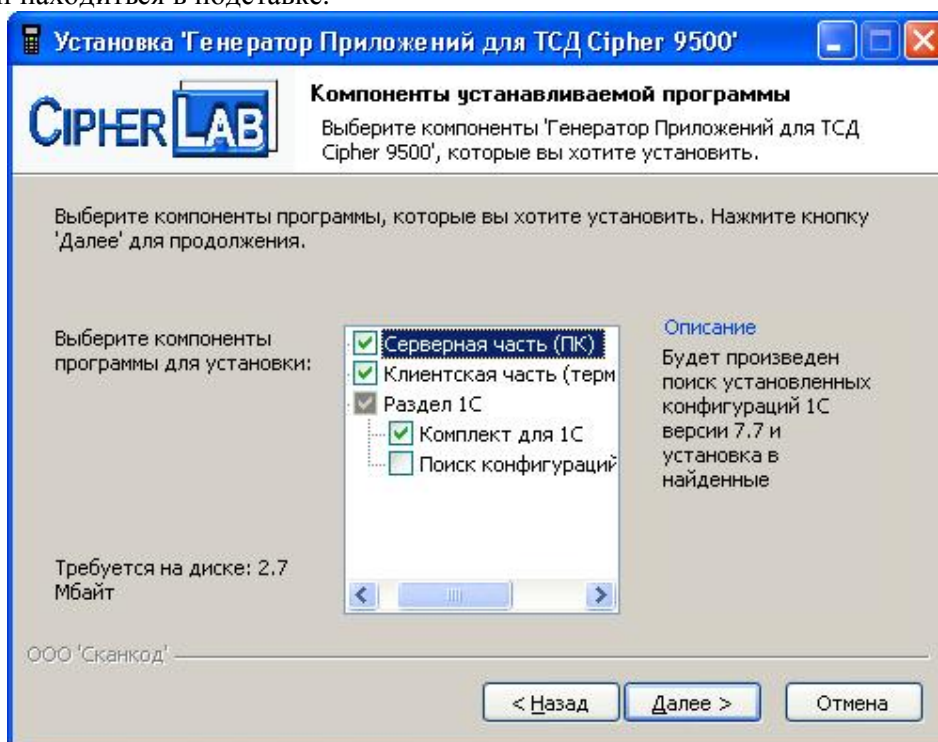 находиться в подставке.
Установка 'Генератор Приложений для ТСД Cipher 9500'
CIPHERLAB
Компоненты устанавливаемой программы
Выберите компоненты 'Генератор Приложений для ТСД
Cipher 9500', которые вы хотите установить.
Выберите компоненты программы, которые вы хотите установить. Нажмите кнопку
'Далее' для продолжения.
Выберите компоненты
программы для установки:
Серверная часть (ПК)
Клиентская часть (терм
Раздел 1С
Комплект для 1С
Поиск конфигураций
Описание
Будет произведен
поиск установленных
конфигураций 1С
версии 7.7 и
установка в
найденные
Требуется на диске: 2.7
Мбайт
ООО 'Сканкод'
< Назад
Далее >
Отмена